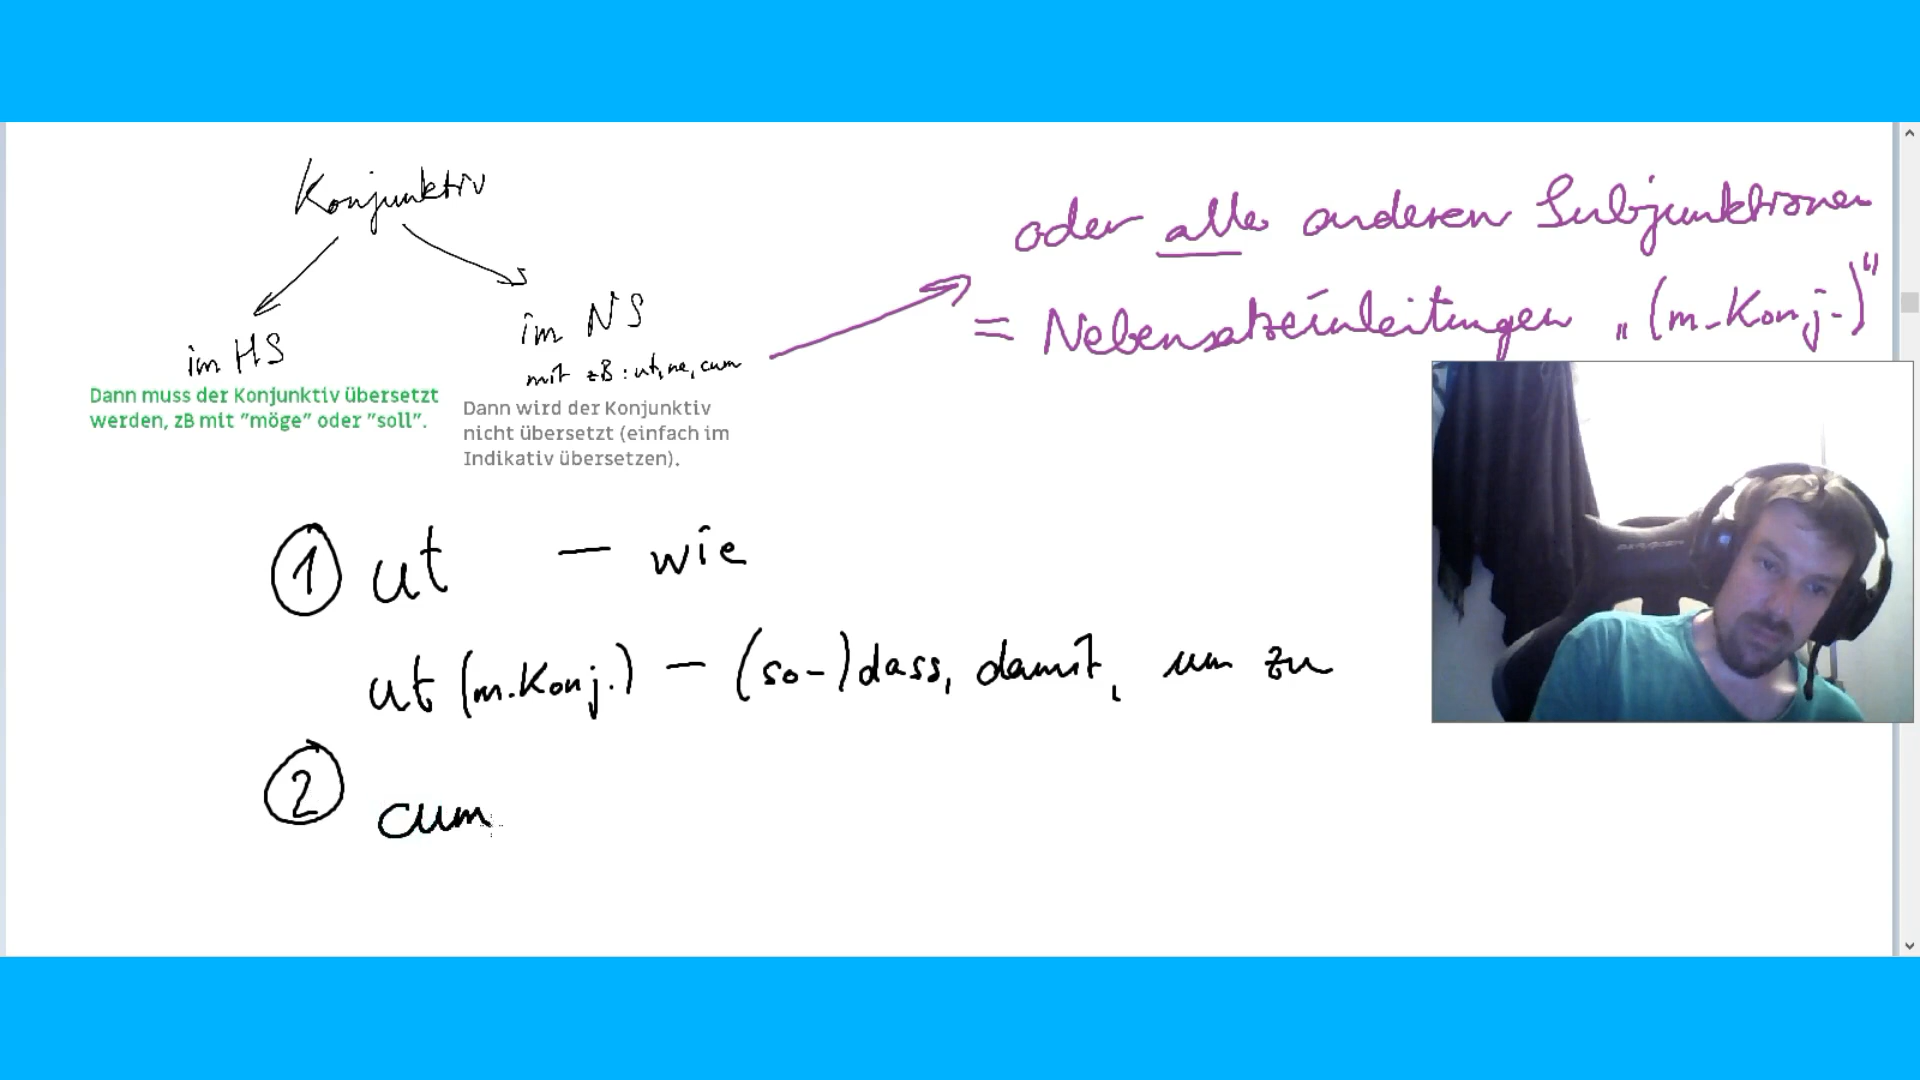 Konjunktiv
im HS
Dann muss der Konjunktiv übersetzt
werden, zB mit "möge" oder "soll".
im NS
mit zB: ut, ne, cum
Dann wird der Konjunktiv
nicht übersetzt (einfach im
Indikativ übersetzen).
oder alle anderen Subjunktionen
= Nebensatzeinleitungen „(m. Konj.)“
① ut — wie
ut (m. Konj.) — (so-)dass, damit, um zu
② cum